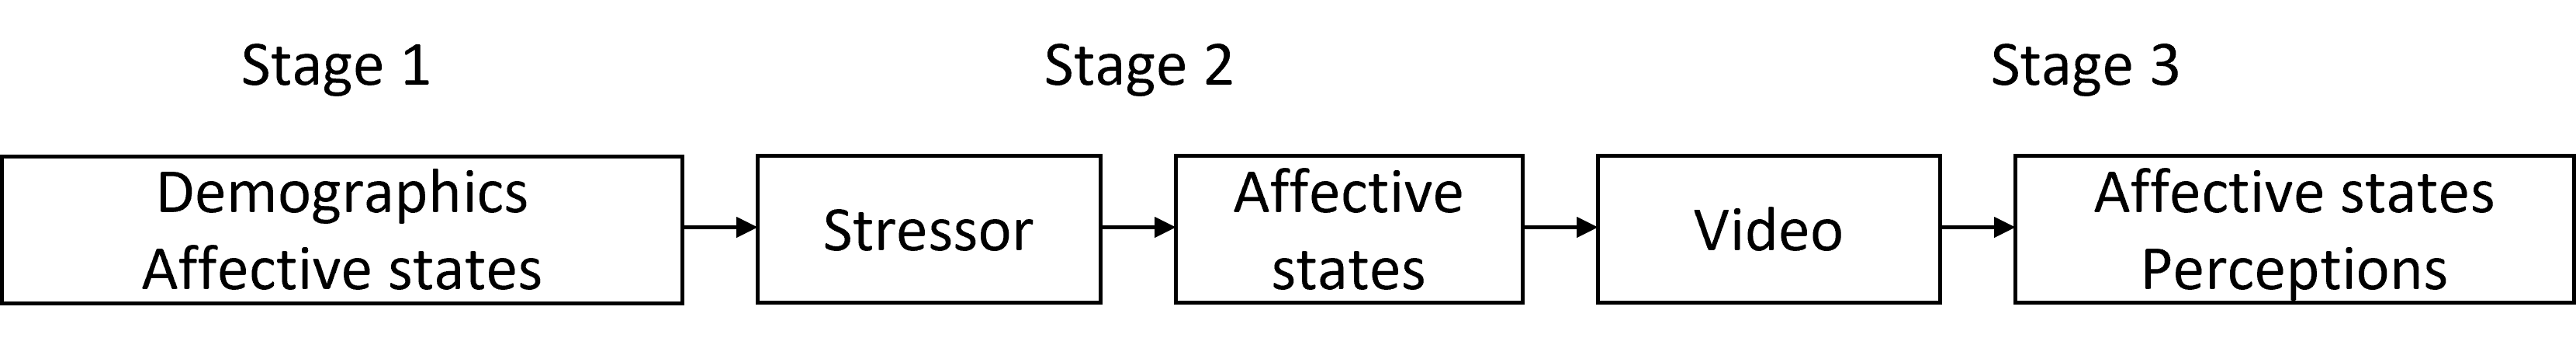 Stage 1
Stage 2
Stage 3
Demographics
Affective states
Stressor
Affective
states
Video
Affective states
Perceptions